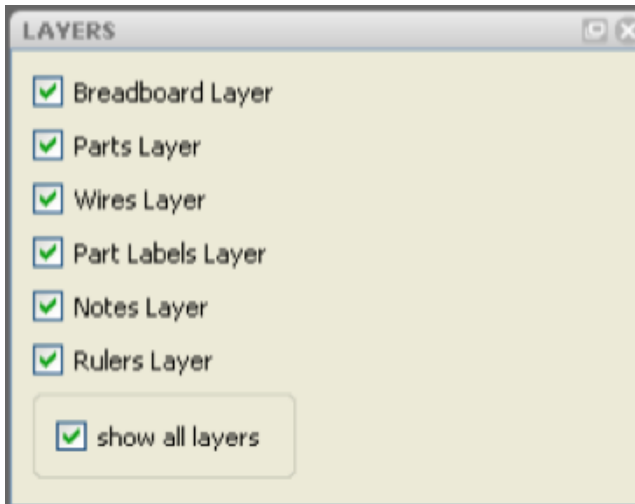 LAYERS
Breadboard Layer
Parts Layer
Wires Layer
Part Labels Layer
Notes Layer
Rulers Layer
show all layers